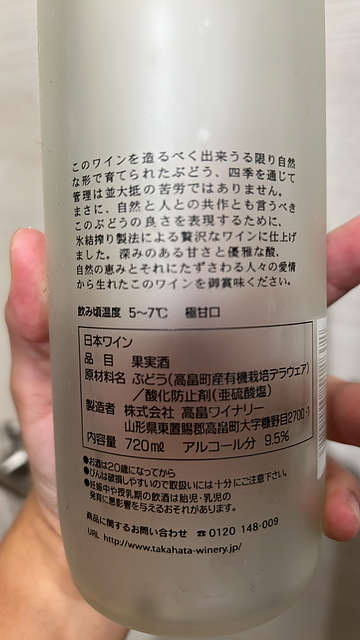 このワインを造るべく出来うる限り自然
な形で育てられたぶどう、四季を通じて
管理は並大抵の苦労ではありません。
まさに、自然と人との共作とも言うべき
このぶどうの良さを表現するために、
氷結搾り製法による贅沢なワインに仕上げ
ました。深みのある甘さと優雅な酸、
自然の恵みとそれにたずさわる人々の愛情
から生れたこのワインを御賞味ください。
飲み頃温度 5~7℃ 極甘口
日本ワイン
品目 果実酒
原材料名 ぶどう(高畠町産有機栽培デラウェア)
/酸化防止剤(亜硫酸塩)
製造者 株式会社 高畠ワイナリー
山形県東置賜郡高畠町大字糠野目2700-1
内容量 720mℓ アルコール分 9.5%
●お酒は20歳になってから
●びんは破損しやすいので取扱いには十分にご注意下さい。
●妊娠中や授乳期の飲酒は胎児・乳児の
発育に悪影響を与えるおそれがあります。
商品に関するお問い合わせ ☎0120 148-009
URL http://www.takahata-winery.jp/